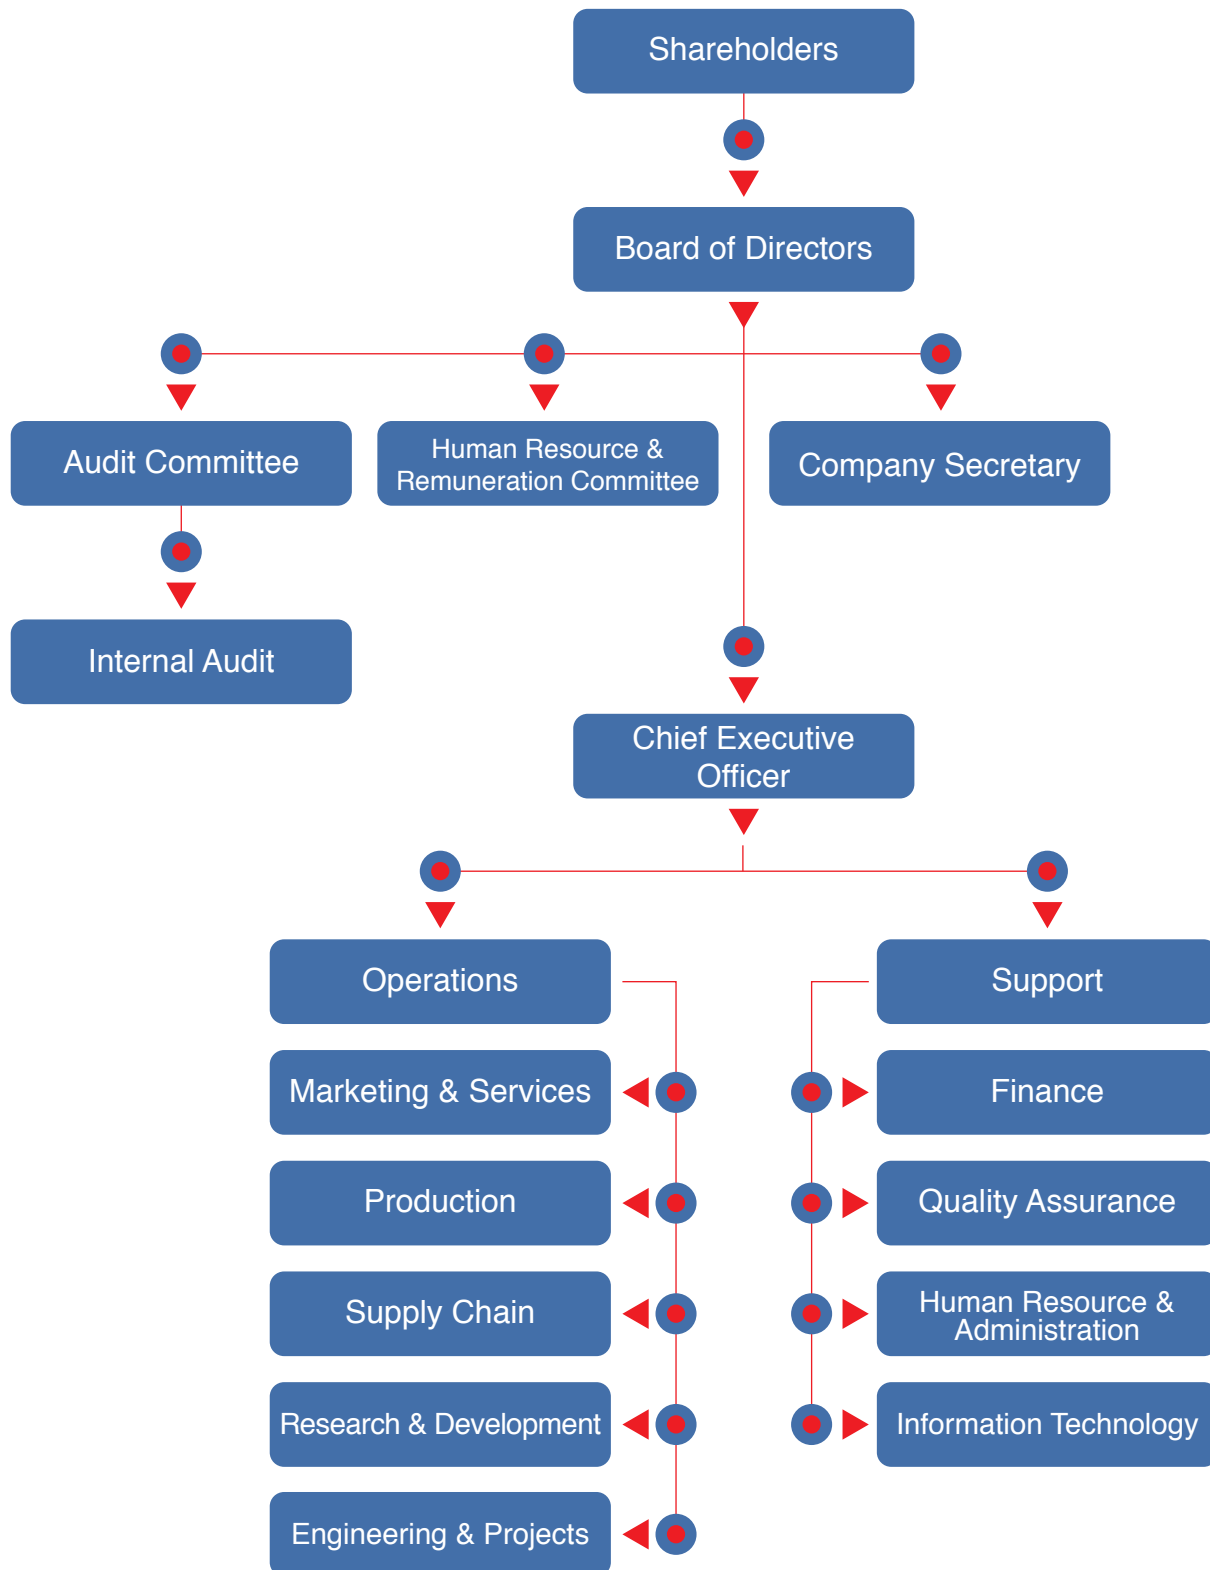 Shareholders
Board of Directors
Audit Committee
Human Resource &
Remuneration Committee
Company Secretary
Internal Audit
Chief Executive
Officer
Operations
Support
Marketing & Services
Finance
Production
Quality Assurance
Supply Chain
Human Resource &
Administration
Research & Development
Information Technology
Engineering & Projects